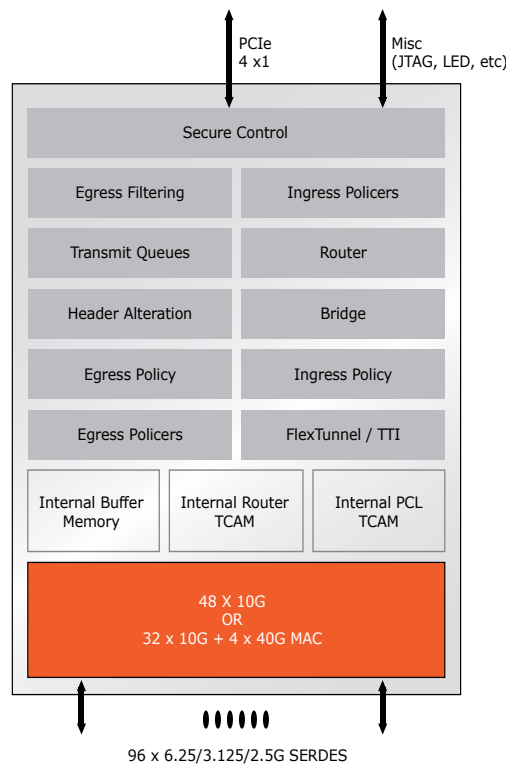 PCIe
4 x1
Misc
(JTAG, LED, etc)
Secure Control
Egress Filtering
Ingress Policers
Transmit Queues
Router
Header Alteration
Bridge
Egress Policy
Ingress Policy
Egress Policers
FlexTunnel / TTI
Internal Buffer
Memory
Internal Router
TCAM
Internal PCL
TCAM
48 X 10G
OR
32 x 10G + 4 x 40G MAC
96 x 6.25/3.125/2.5G SERDES